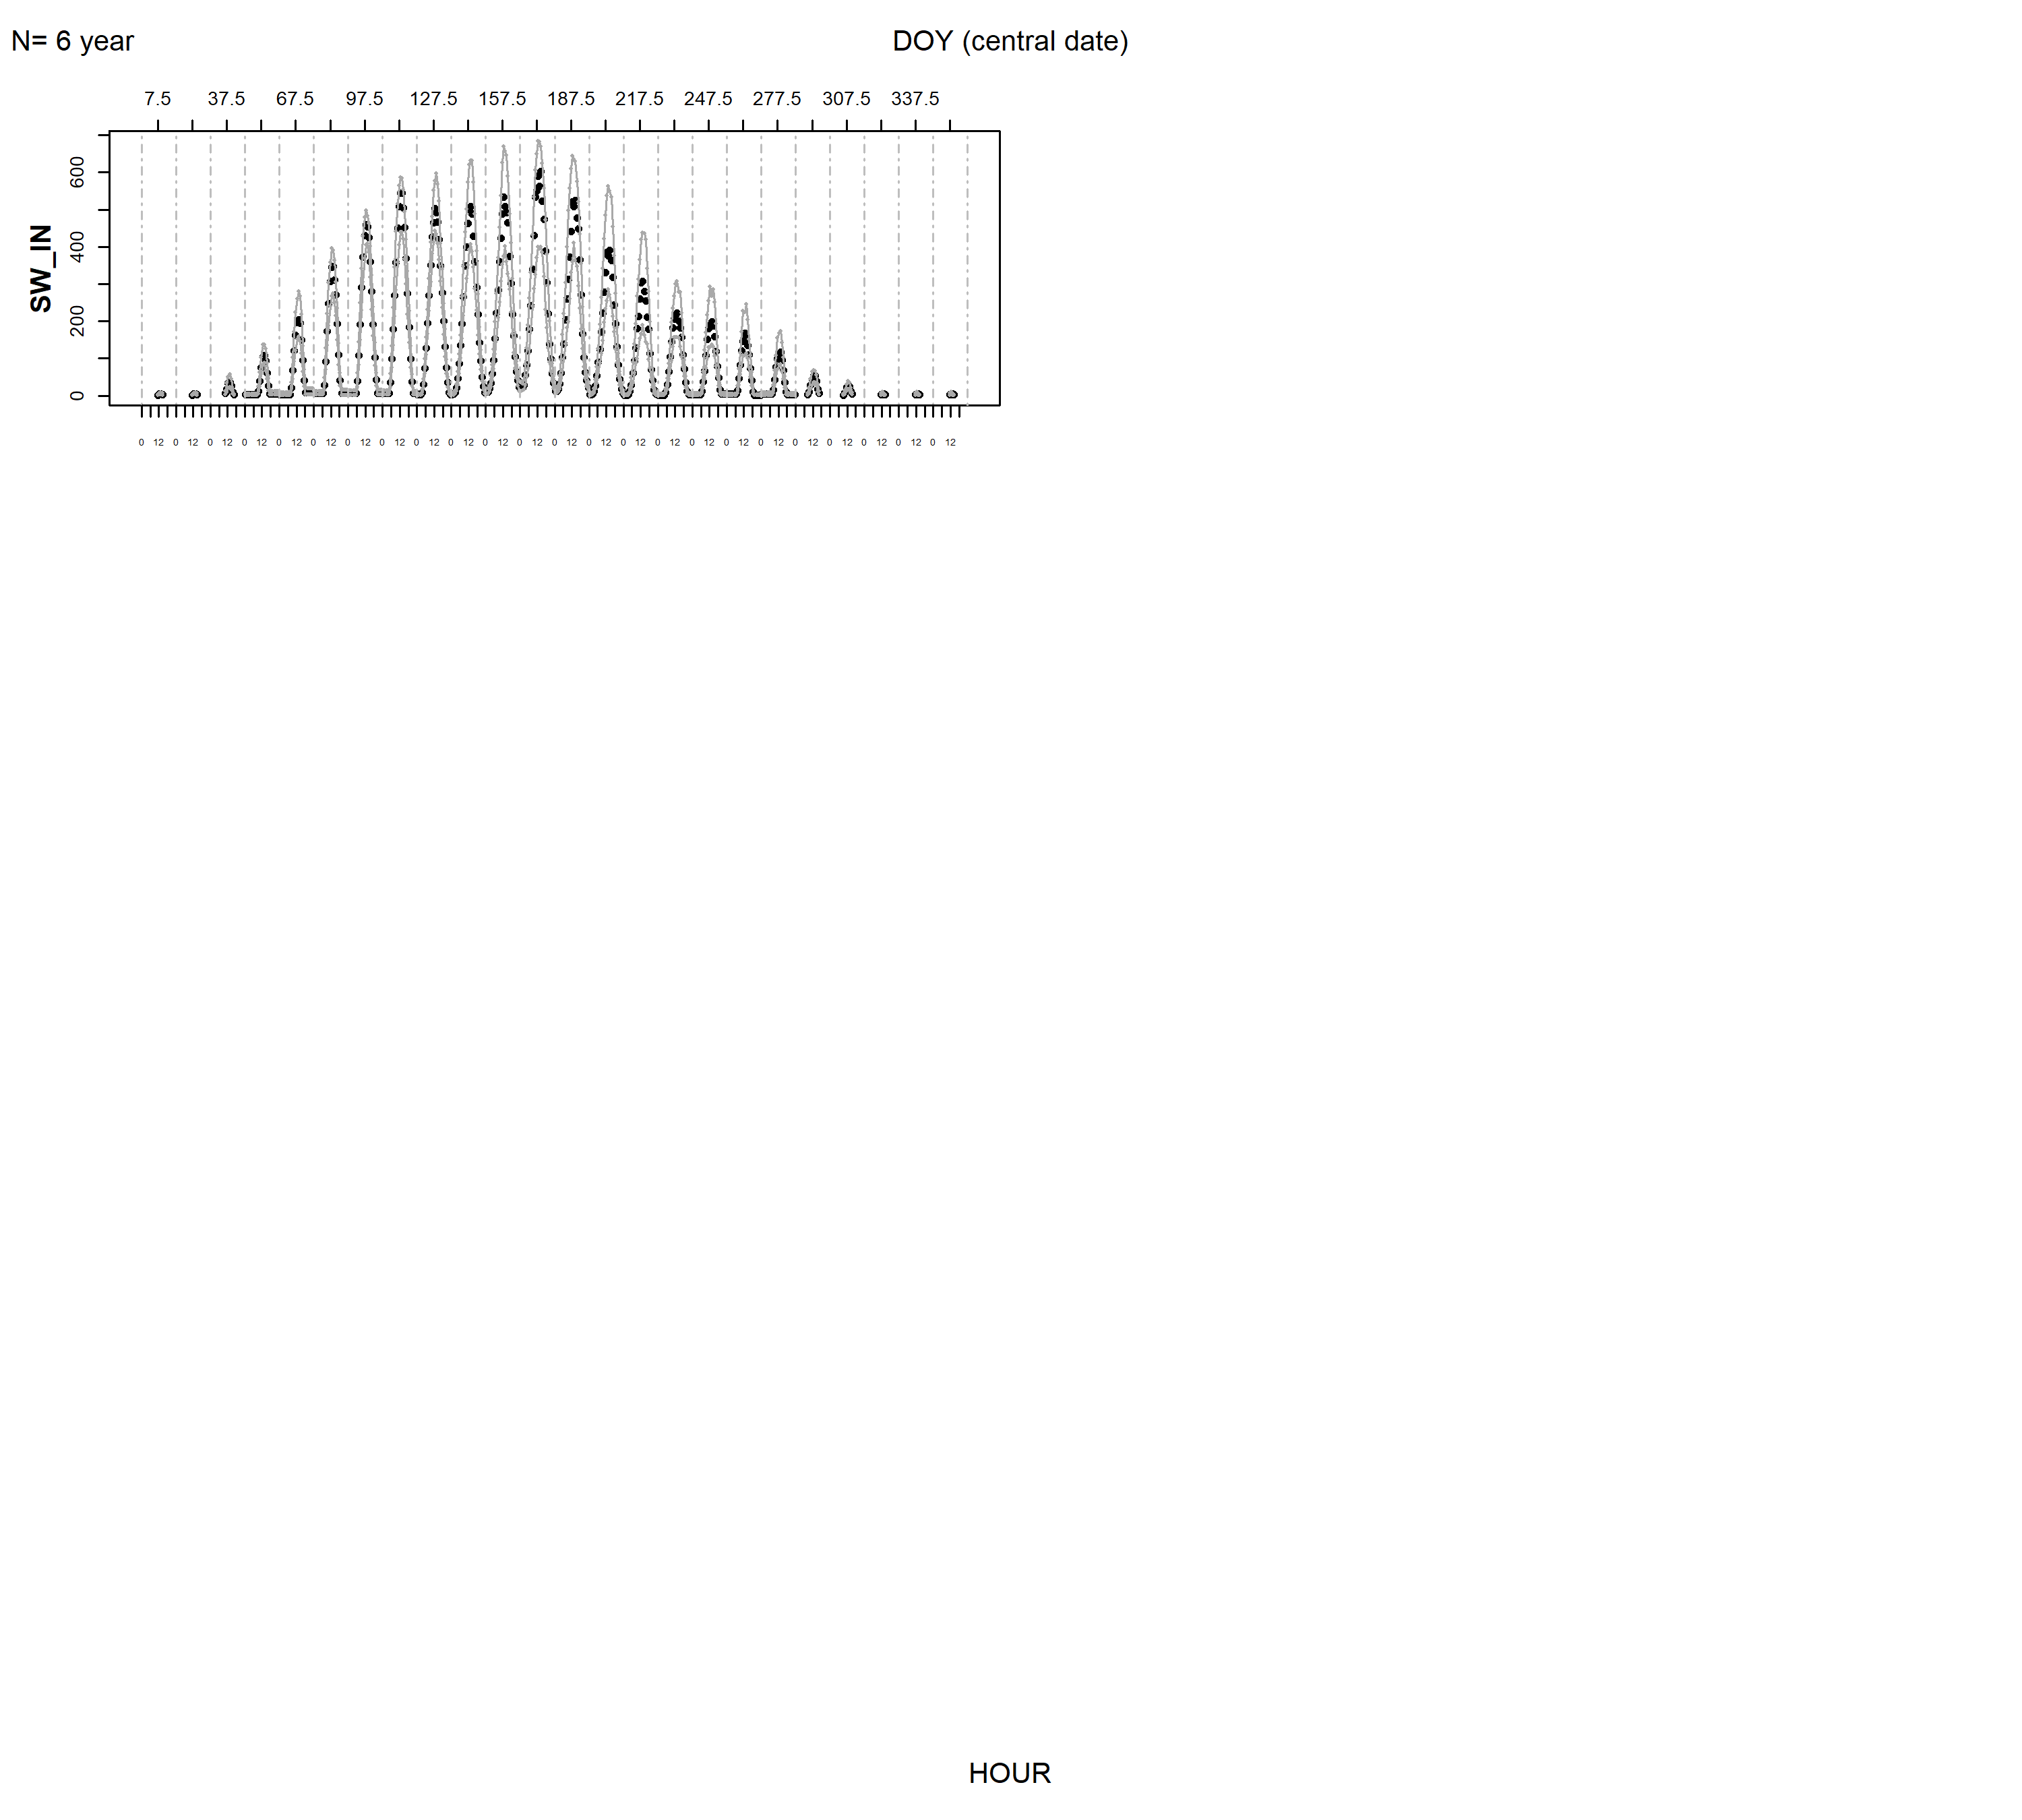 N= 6 year
DOY (central date)
7.5 37.5 67.5 97.5 127.5 157.5 187.5 217.5 247.5 277.5 307.5 337.5
SW_IN
600
400
200
0
0 12 0 12 0 12 0 12 0 12 0 12 0 12 0 12 0 12 0 12 0 12 0 12 0 12 0 12 0 12 0 12 0 12 0 12 0 12 0 12 0 12 0 12 0 12 0 12
HOUR